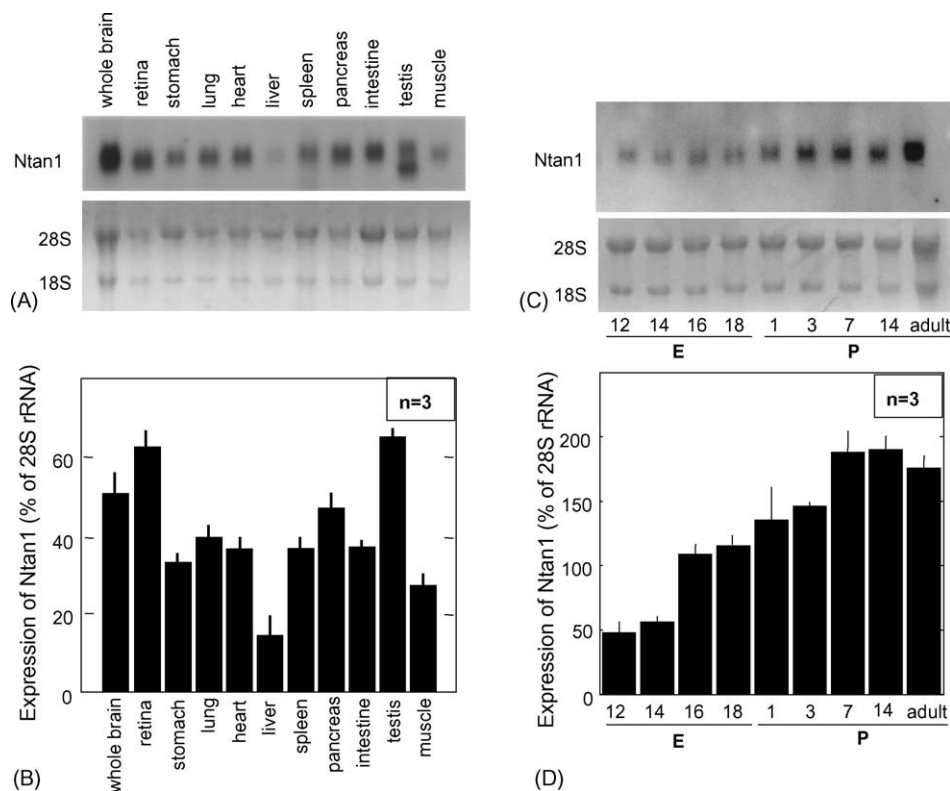 whole brain
retina
stomach
lung
heart
liver
spleen
pancreas
intestine
testis
muscle
Ntan1
28S
18S
(A)
Expression of Ntan1 (% of 28S rRNA)
n=3
60
40
20
0
whole brain
retina
stomach
lung
heart
liver
spleen
pancreas
intestine
testis
muscle
(B)
Ntan1
28S
18S
(C)
12 14 16 18 1 3 7 14 adult
E P
Expression of Ntan1 (% of 28S rRNA)
n=3
200
150
100
50
0
12 14 16 18 1 3 7 14 adult
E P
(D)